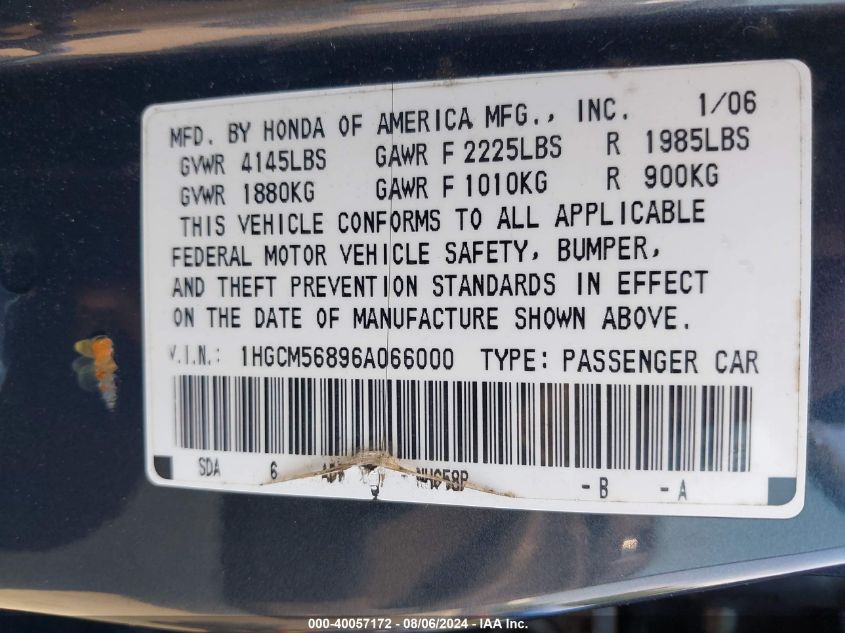 MFD. BY HONDA OF AMERICA MFG., INC. 1/06
GVWR 4145LBS GAWR F 2225LBS R 1985LBS
GVWR 1880KG GAWR F 1010KG R 900KG
THIS VEHICLE CONFORMS TO ALL APPLICABLE
FEDERAL MOTOR VEHICLE SAFETY, BUMPER,
AND THEFT PREVENTION STANDARDS IN EFFECT
ON THE DATE OF MANUFACTURE SHOWN ABOVE.
V.I.N.: 1HGCM56896A066000 TYPE: PASSENGER CAR
SDA 6 -B -A
000-40057172 - 08/06/2024 - IAA Inc.